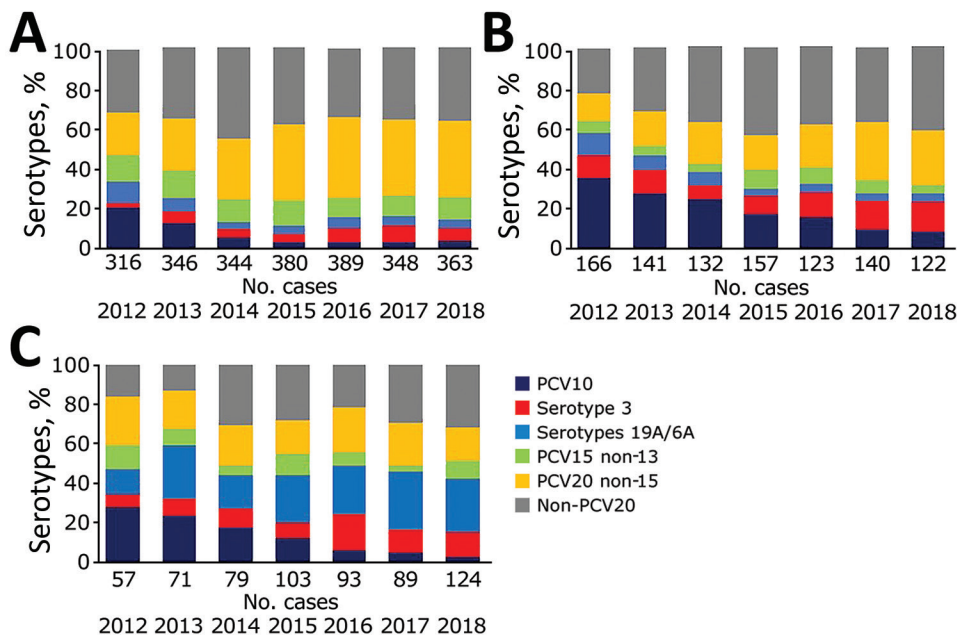 A
Serotypes, %
100
80
60
40
20
0
316 346 344 380 389 348 363
No. cases
2012 2013 2014 2015 2016 2017 2018
B
Serotypes, %
100
80
60
40
20
0
166 141 132 157 123 140 122
No. cases
2012 2013 2014 2015 2016 2017 2018
C
Serotypes, %
100
80
60
40
20
0
57 71 79 103 93 89 124
No. cases
2012 2013 2014 2015 2016 2017 2018
PCV10
Serotype 3
Serotypes 19A/6A
PCV15 non-13
PCV20 non-15
Non-PCV20